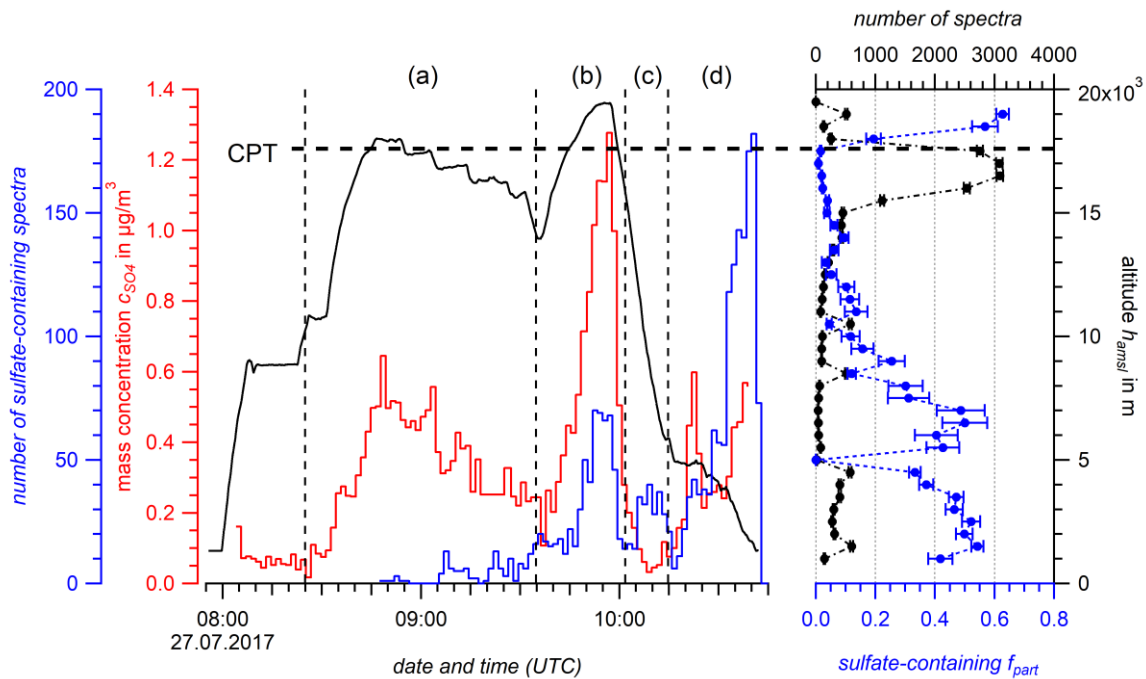 number of spectra
0 1000 2000 3000 4000
(a) (b) (c) (d)
200 150 100 50 0
number of sulfate-containing spectra
1.4 1.2 1.0 0.8 0.6 0.4 0.2 0.0
mass concentration cSO4 in µg/m³
CPT
20x10³ 15 10 5 0
altitude hamsl in m
08:00 09:00 10:00
27.07.2017
date and time (UTC)
0.0 0.2 0.4 0.6 0.8
sulfate-containing fpart